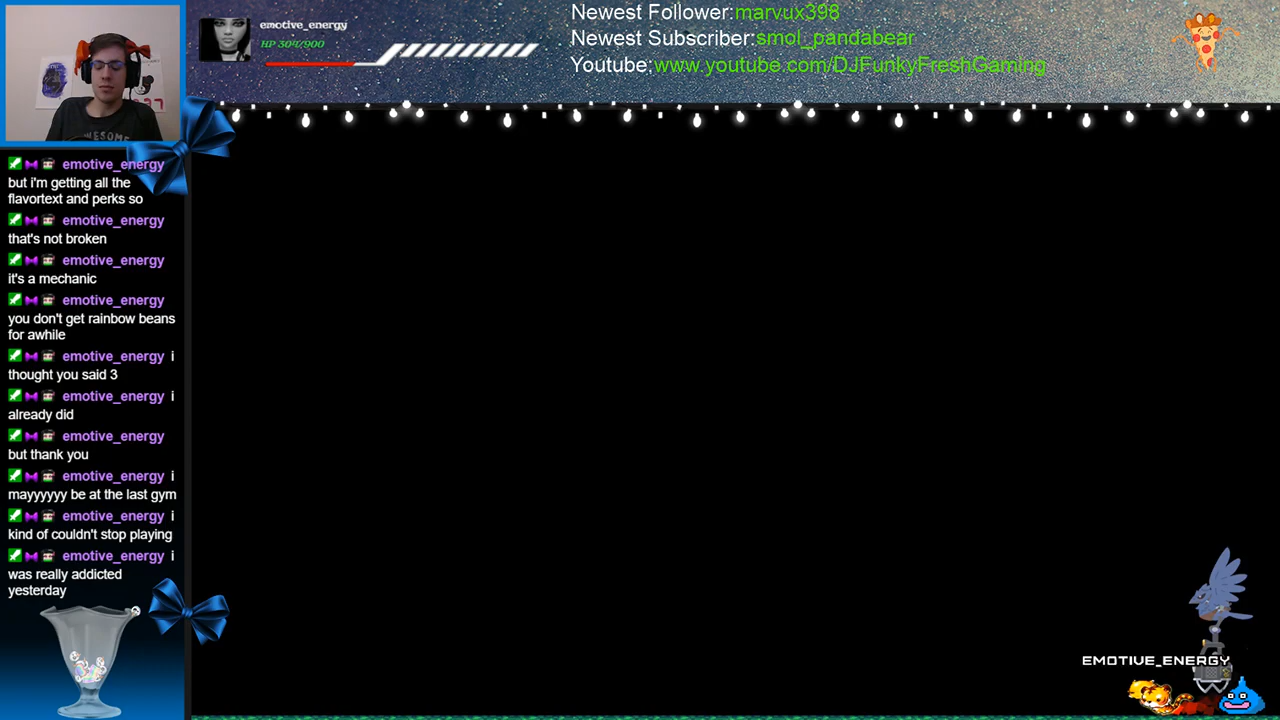 emotive_energy
HP 304/900
Newest Follower:marvux398
Newest Subscriber:smol_pandabear
Youtube:www.youtube.com/DJFunkyFreshGaming
AWESOME
emotive_energy
but i'm getting all the
flavortext and perks so
emotive_energy
that's not broken
emotive_energy
it's a mechanic
emotive_energy
you don't get rainbow beans
for awhile
emotive_energy i
thought you said 3
emotive_energy i
already did
emotive_energy
but thank you
emotive_energy i
mayyyyyy be at the last gym
emotive_energy i
kind of couldn't stop playing
emotive_energy i
was really addicted
yesterday
EMOTIVE_ENERGY